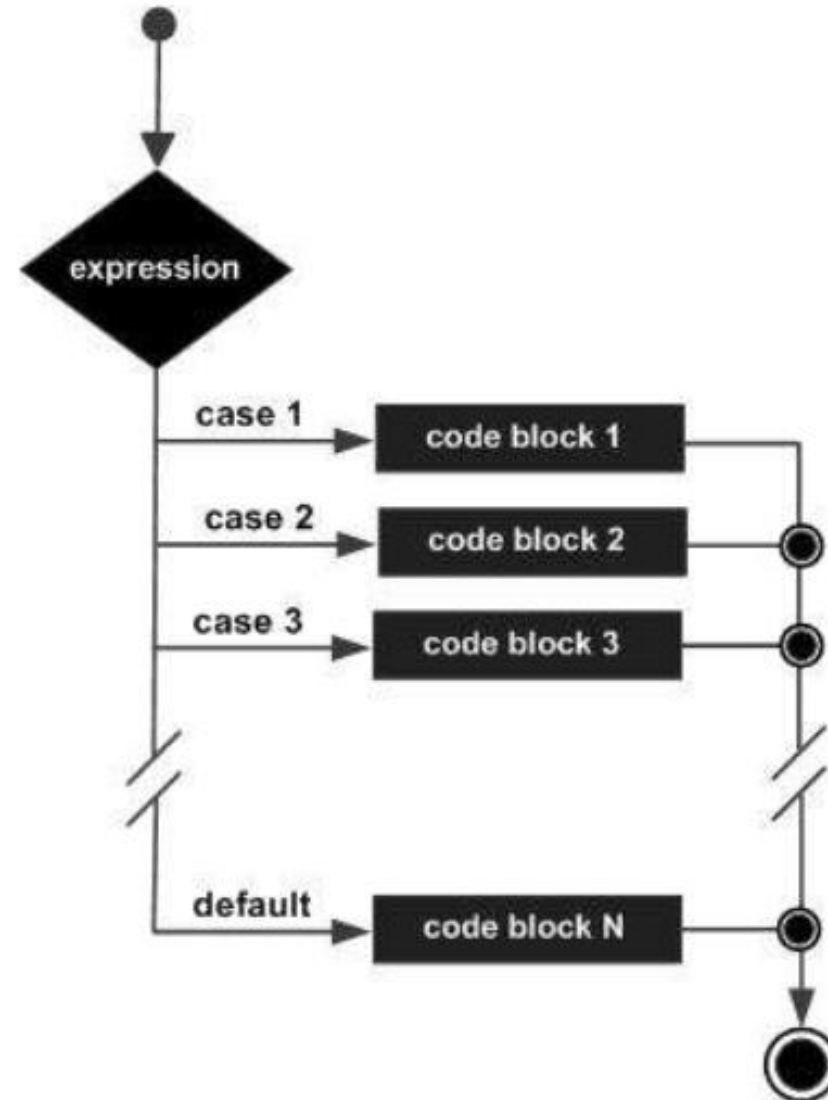 expression
case 1
code block 1
case 2
code block 2
case 3
code block 3
default
code block N